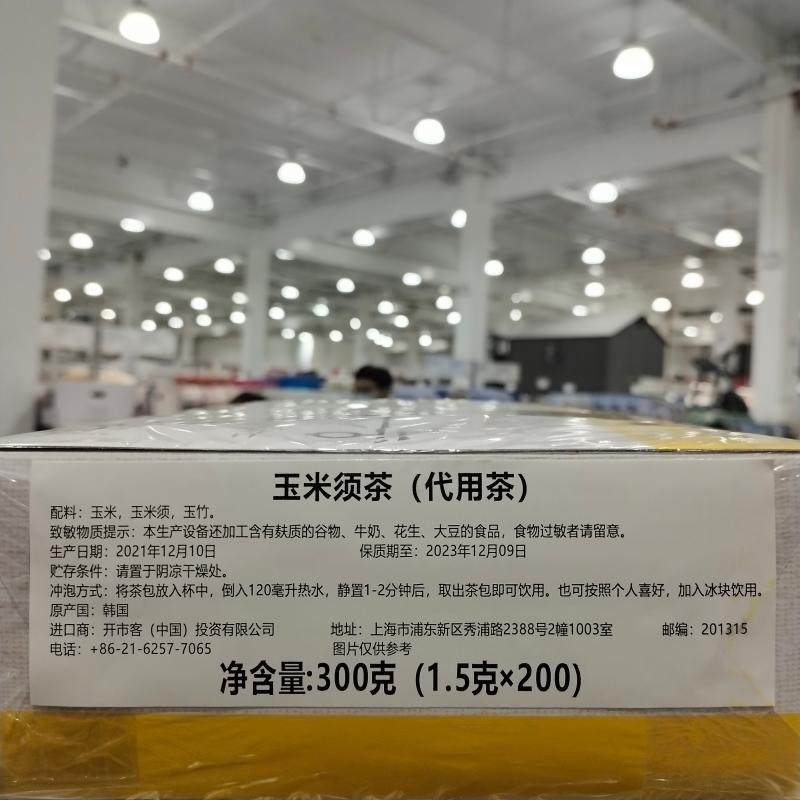 玉米须茶（代用茶）
配料：玉米，玉米须，玉竹。
致敏物质提示：本生产设备还加工含有麸质的谷物、牛奶、花生、大豆的食品，食物过敏者请留意。
生产日期：2021年12月10日 保质期至：2023年12月09日
贮存条件：请置于阴凉干燥处。
冲泡方式：将茶包放入杯中，倒入120毫升热水，静置1-2分钟后，取出茶包即可饮用。也可按照个人喜好，加入冰块饮用。
原产国：韩国
进口商：开市客（中国）投资有限公司 地址：上海市浦东新区秀浦路2388号2幢1003室 邮编：201315
电话：+86-21-6257-7065 图片仅供参考
净含量:300克（1.5克×200)